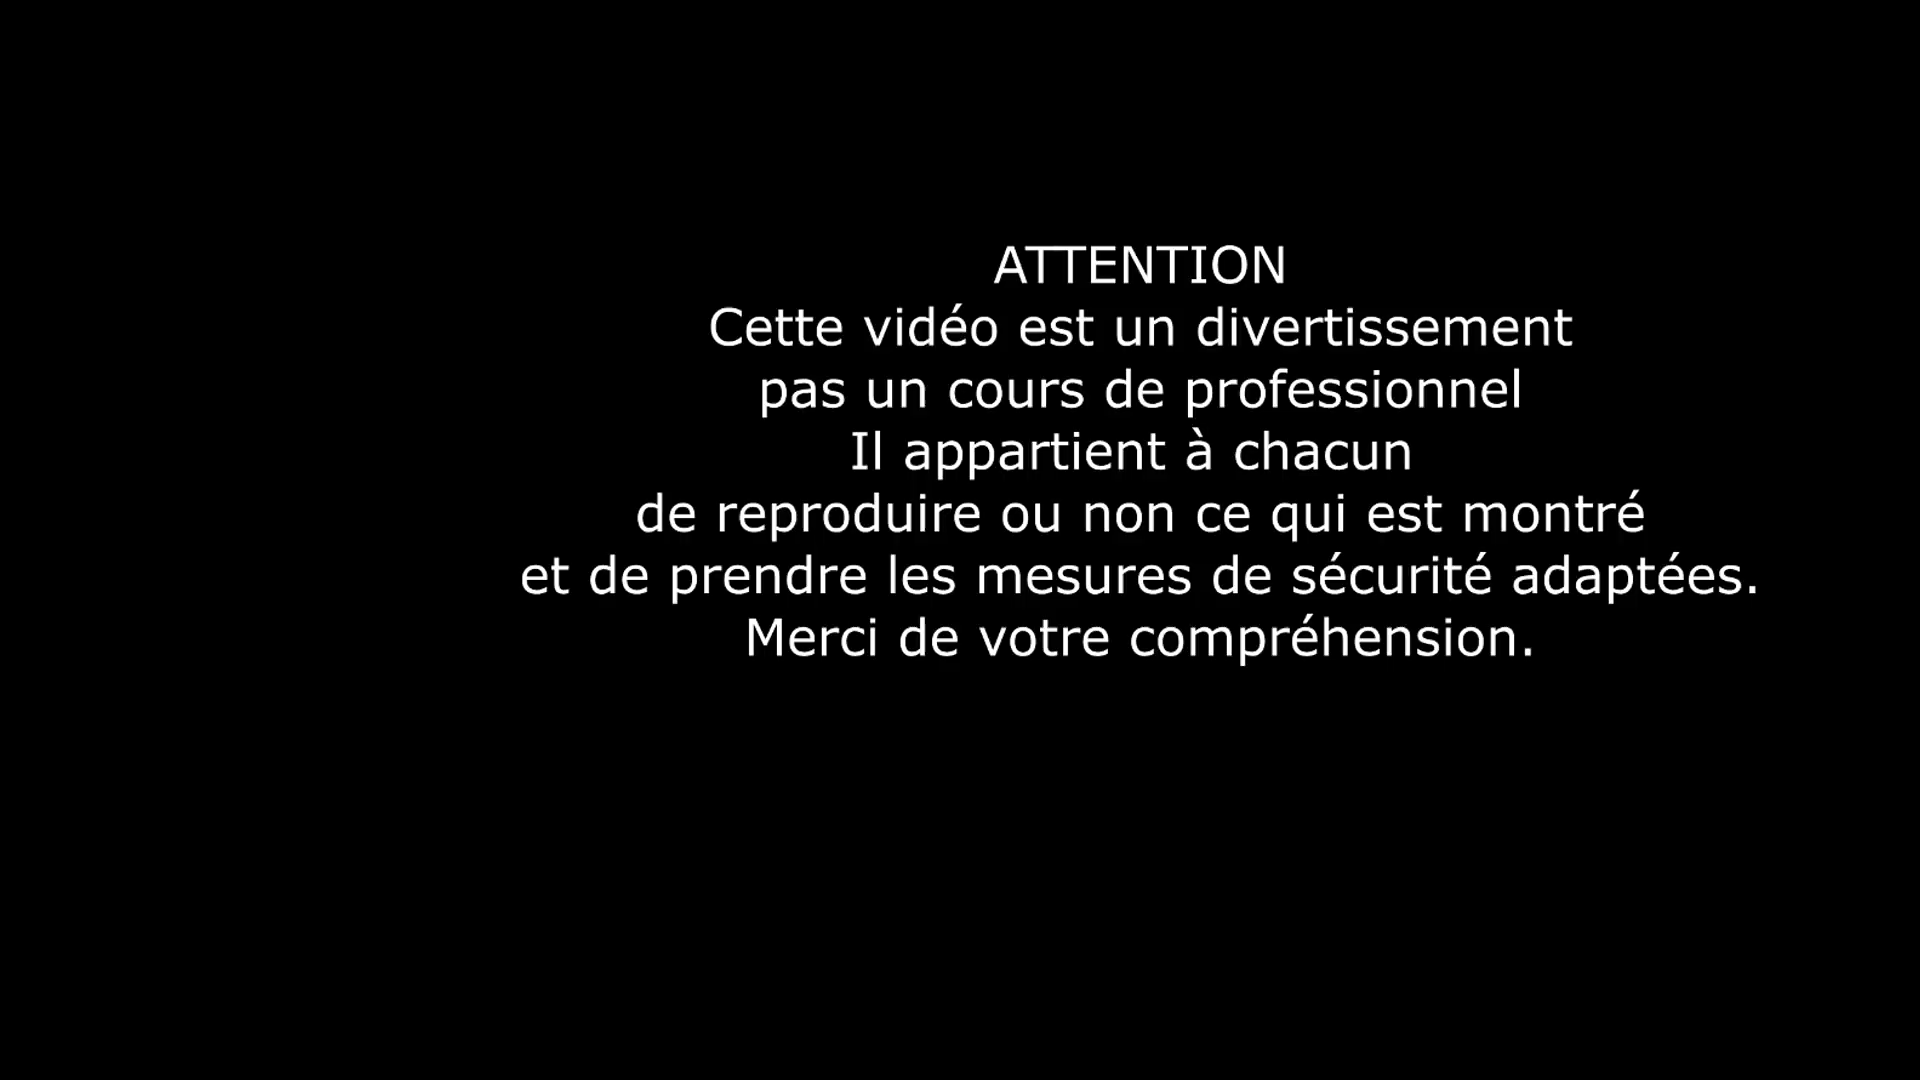 ATTENTION
Cette vidéo est un divertissement
pas un cours de professionnel
Il appartient à chacun
de reproduire ou non ce qui est montré
et de prendre les mesures de sécurité adaptées.
Merci de votre compréhension.